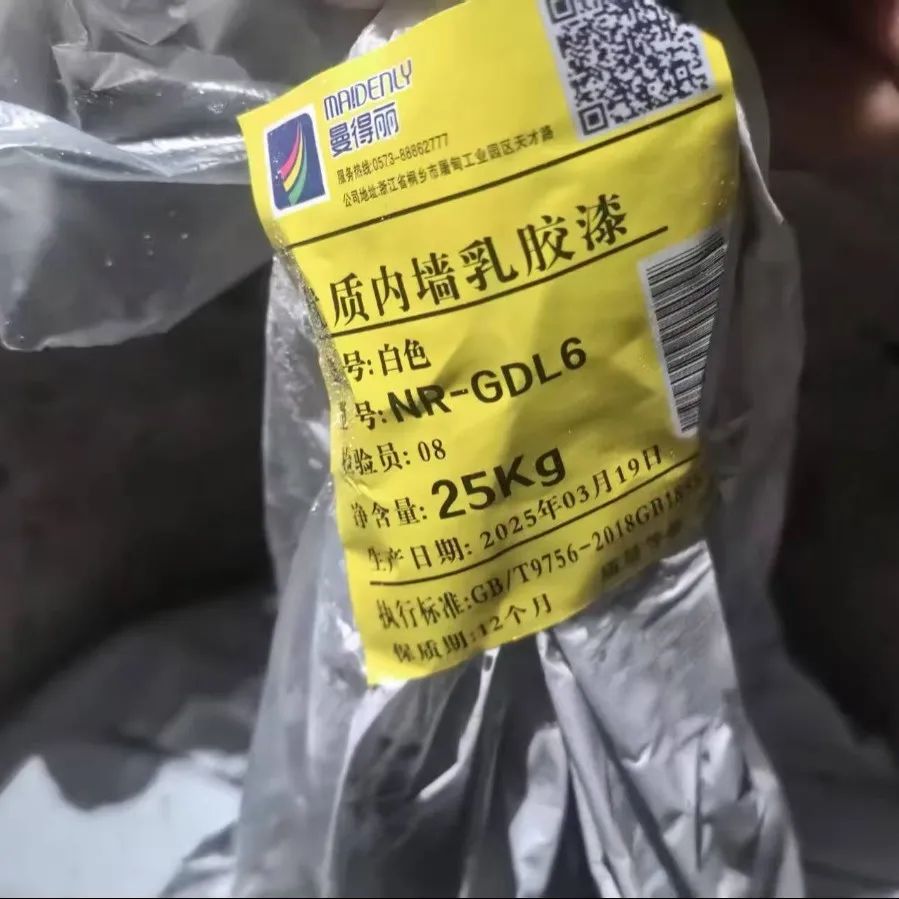 MAIDENLY
曼得丽
服务热线:0573-88862777
公司地址:浙江省桐乡市屠甸工业园区天才路
质内墙乳胶漆
号:白色
号:NR-GDL6
检验员: 08
净含量: 25Kg
生产日期: 2025年03月19日
执行标准:GB/T9756-2018GB18
保质期:12个月